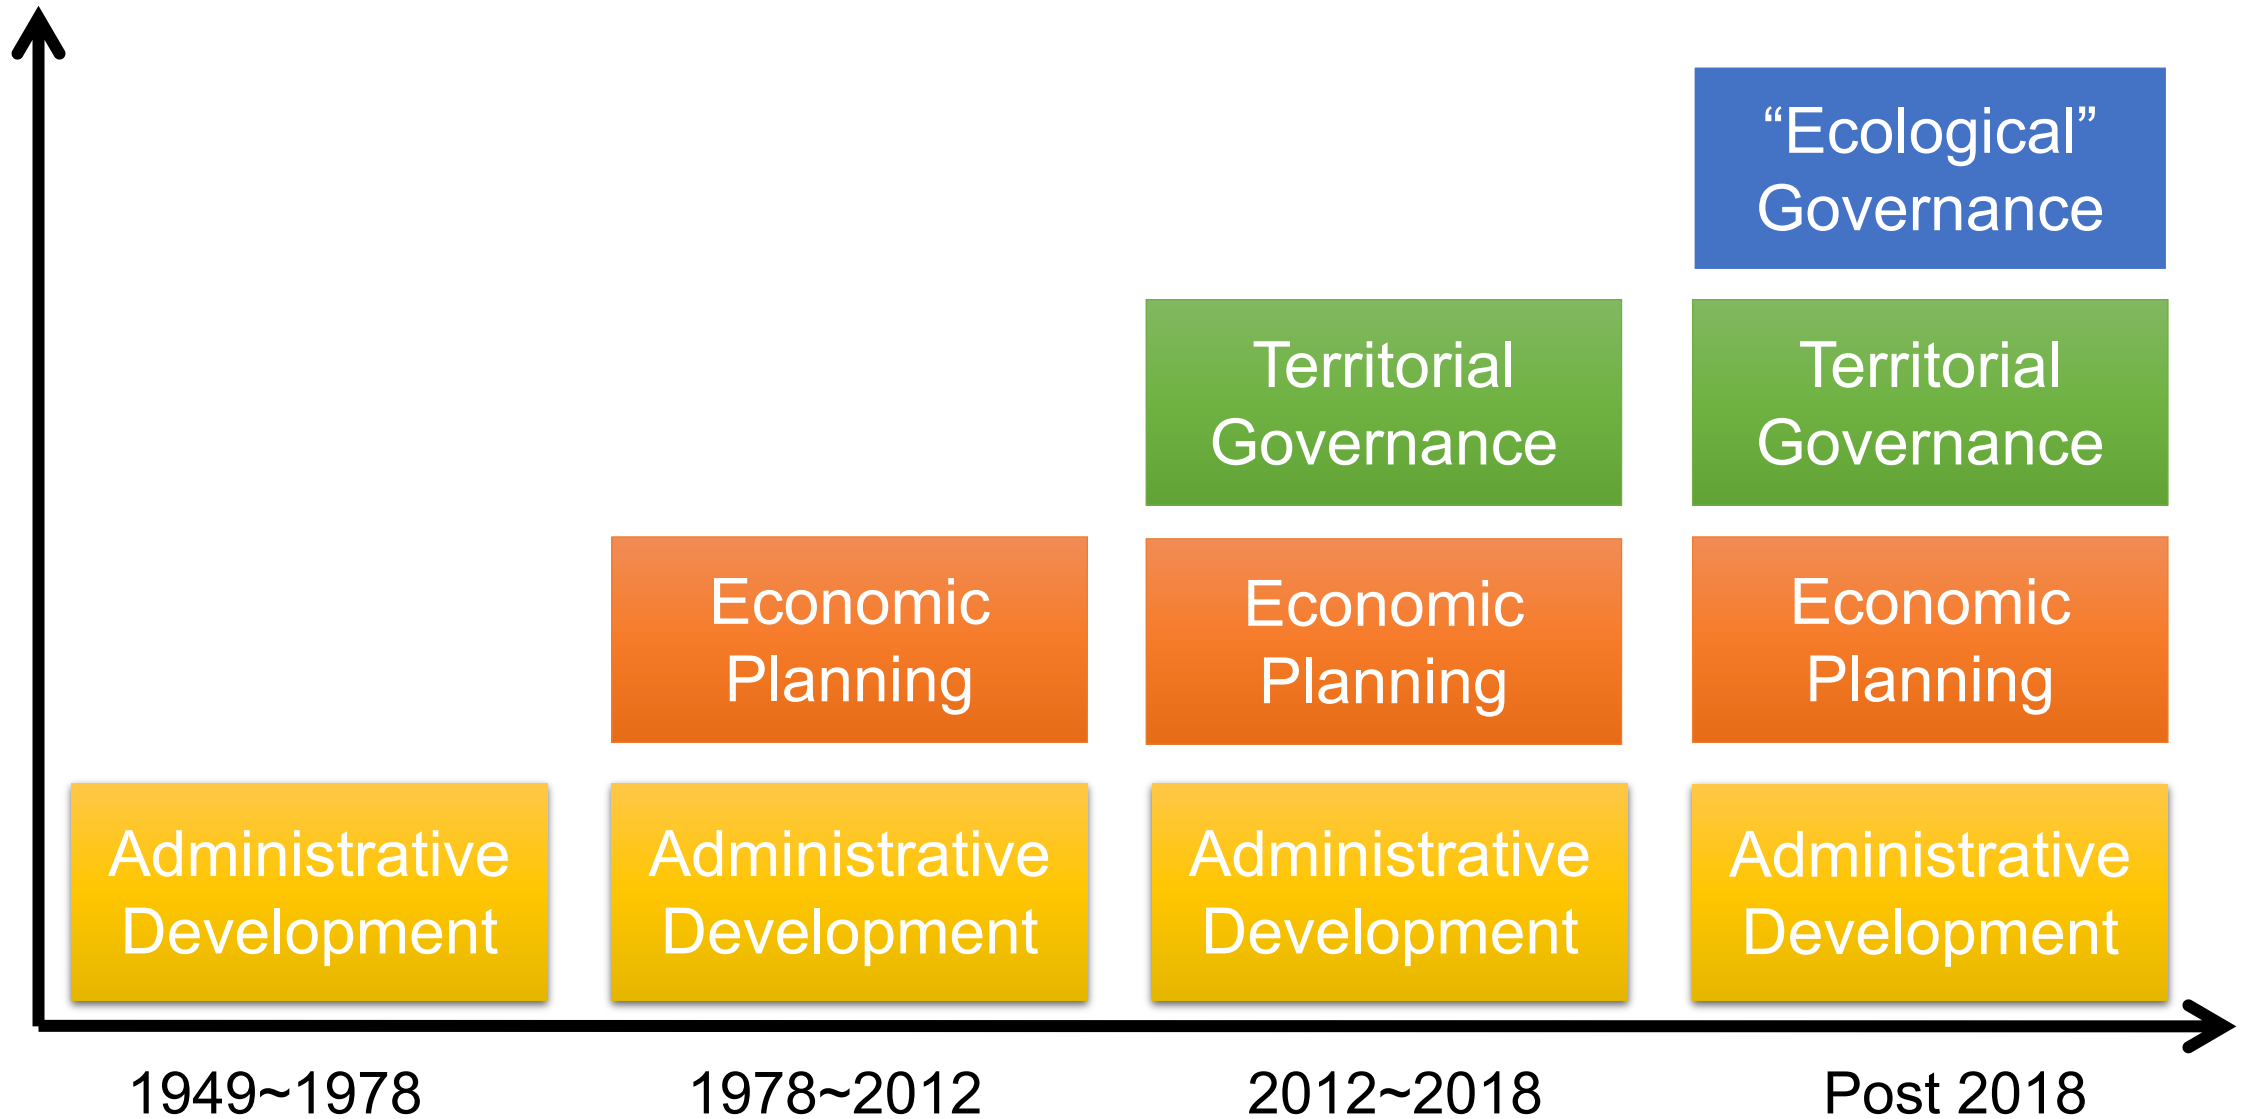 “Ecological”
Governance
Territorial
Governance
Territorial
Governance
Economic
Planning
Economic
Planning
Economic
Planning
Administrative
Development
Administrative
Development
Administrative
Development
Administrative
Development
1949~1978
1978~2012
2012~2018
Post 2018